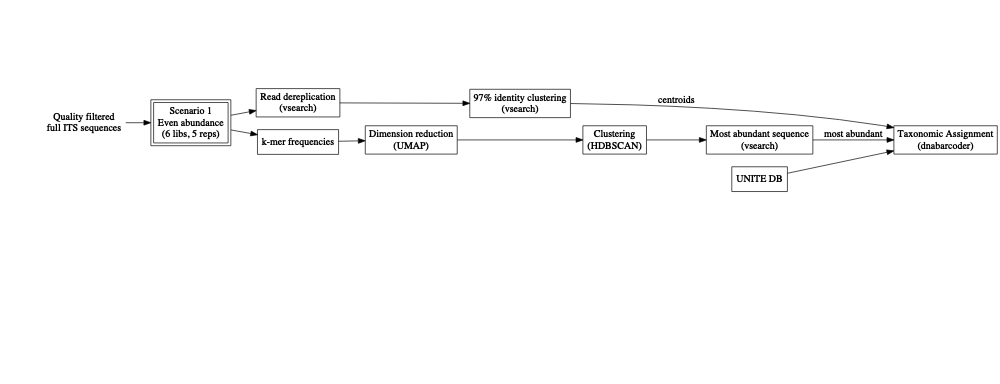 Quality filtered
full ITS sequences
Scenario 1
Even abundance
(6 libs, 5 reps)
Read dereplication
(vsearch)
k-mer frequencies
97% identity clustering
(vsearch)
Dimension reduction
(UMAP)
Clustering
(HDBSCAN)
centroids
Most abundant sequence
(vsearch)
most abundant
UNITE DB
Taxonomic Assignment
(dnabarcoder)